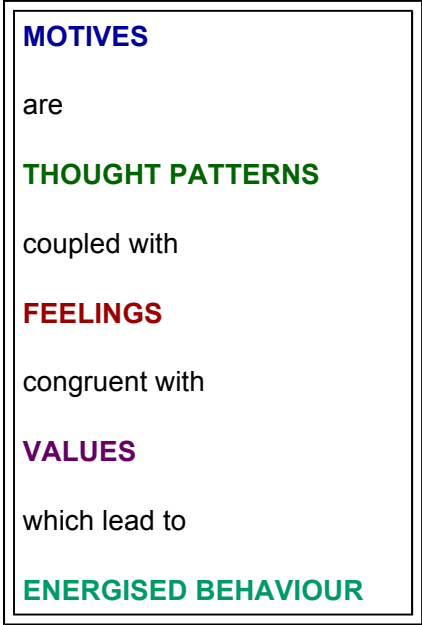 MOTIVES
are
THOUGHT PATTERNS
coupled with
FEELINGS
congruent with
VALUES
which lead to
ENERGISED BEHAVIOUR